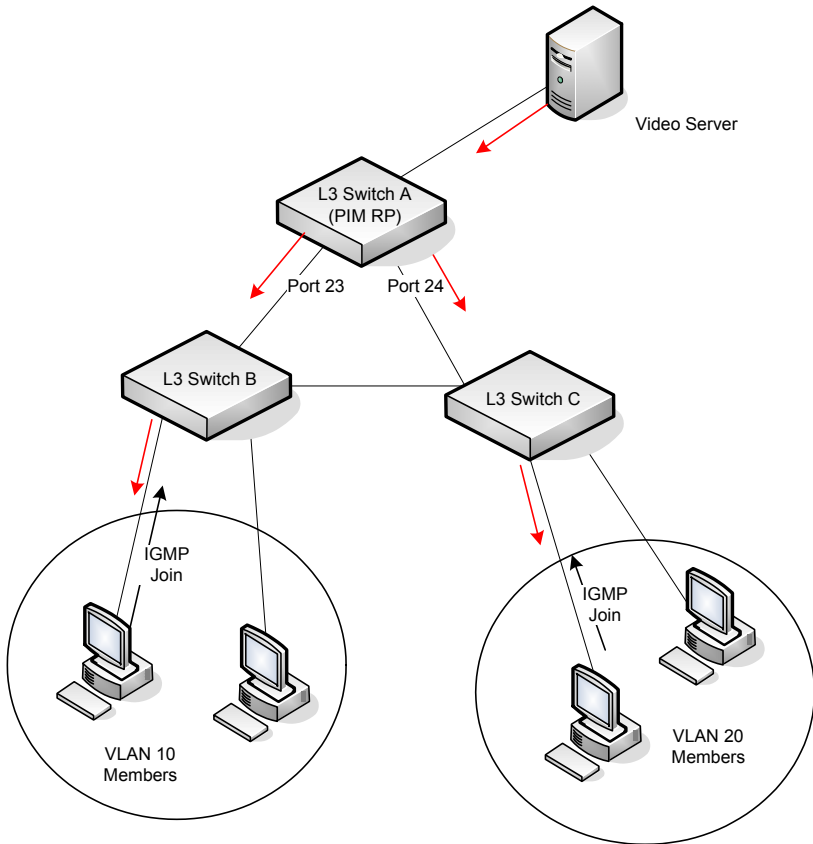 Video Server
L3 Switch A
(PIM RP)
Port 23
Port 24
L3 Switch B
L3 Switch C
IGMP
Join
IGMP
Join
VLAN 10
Members
VLAN 20
Members